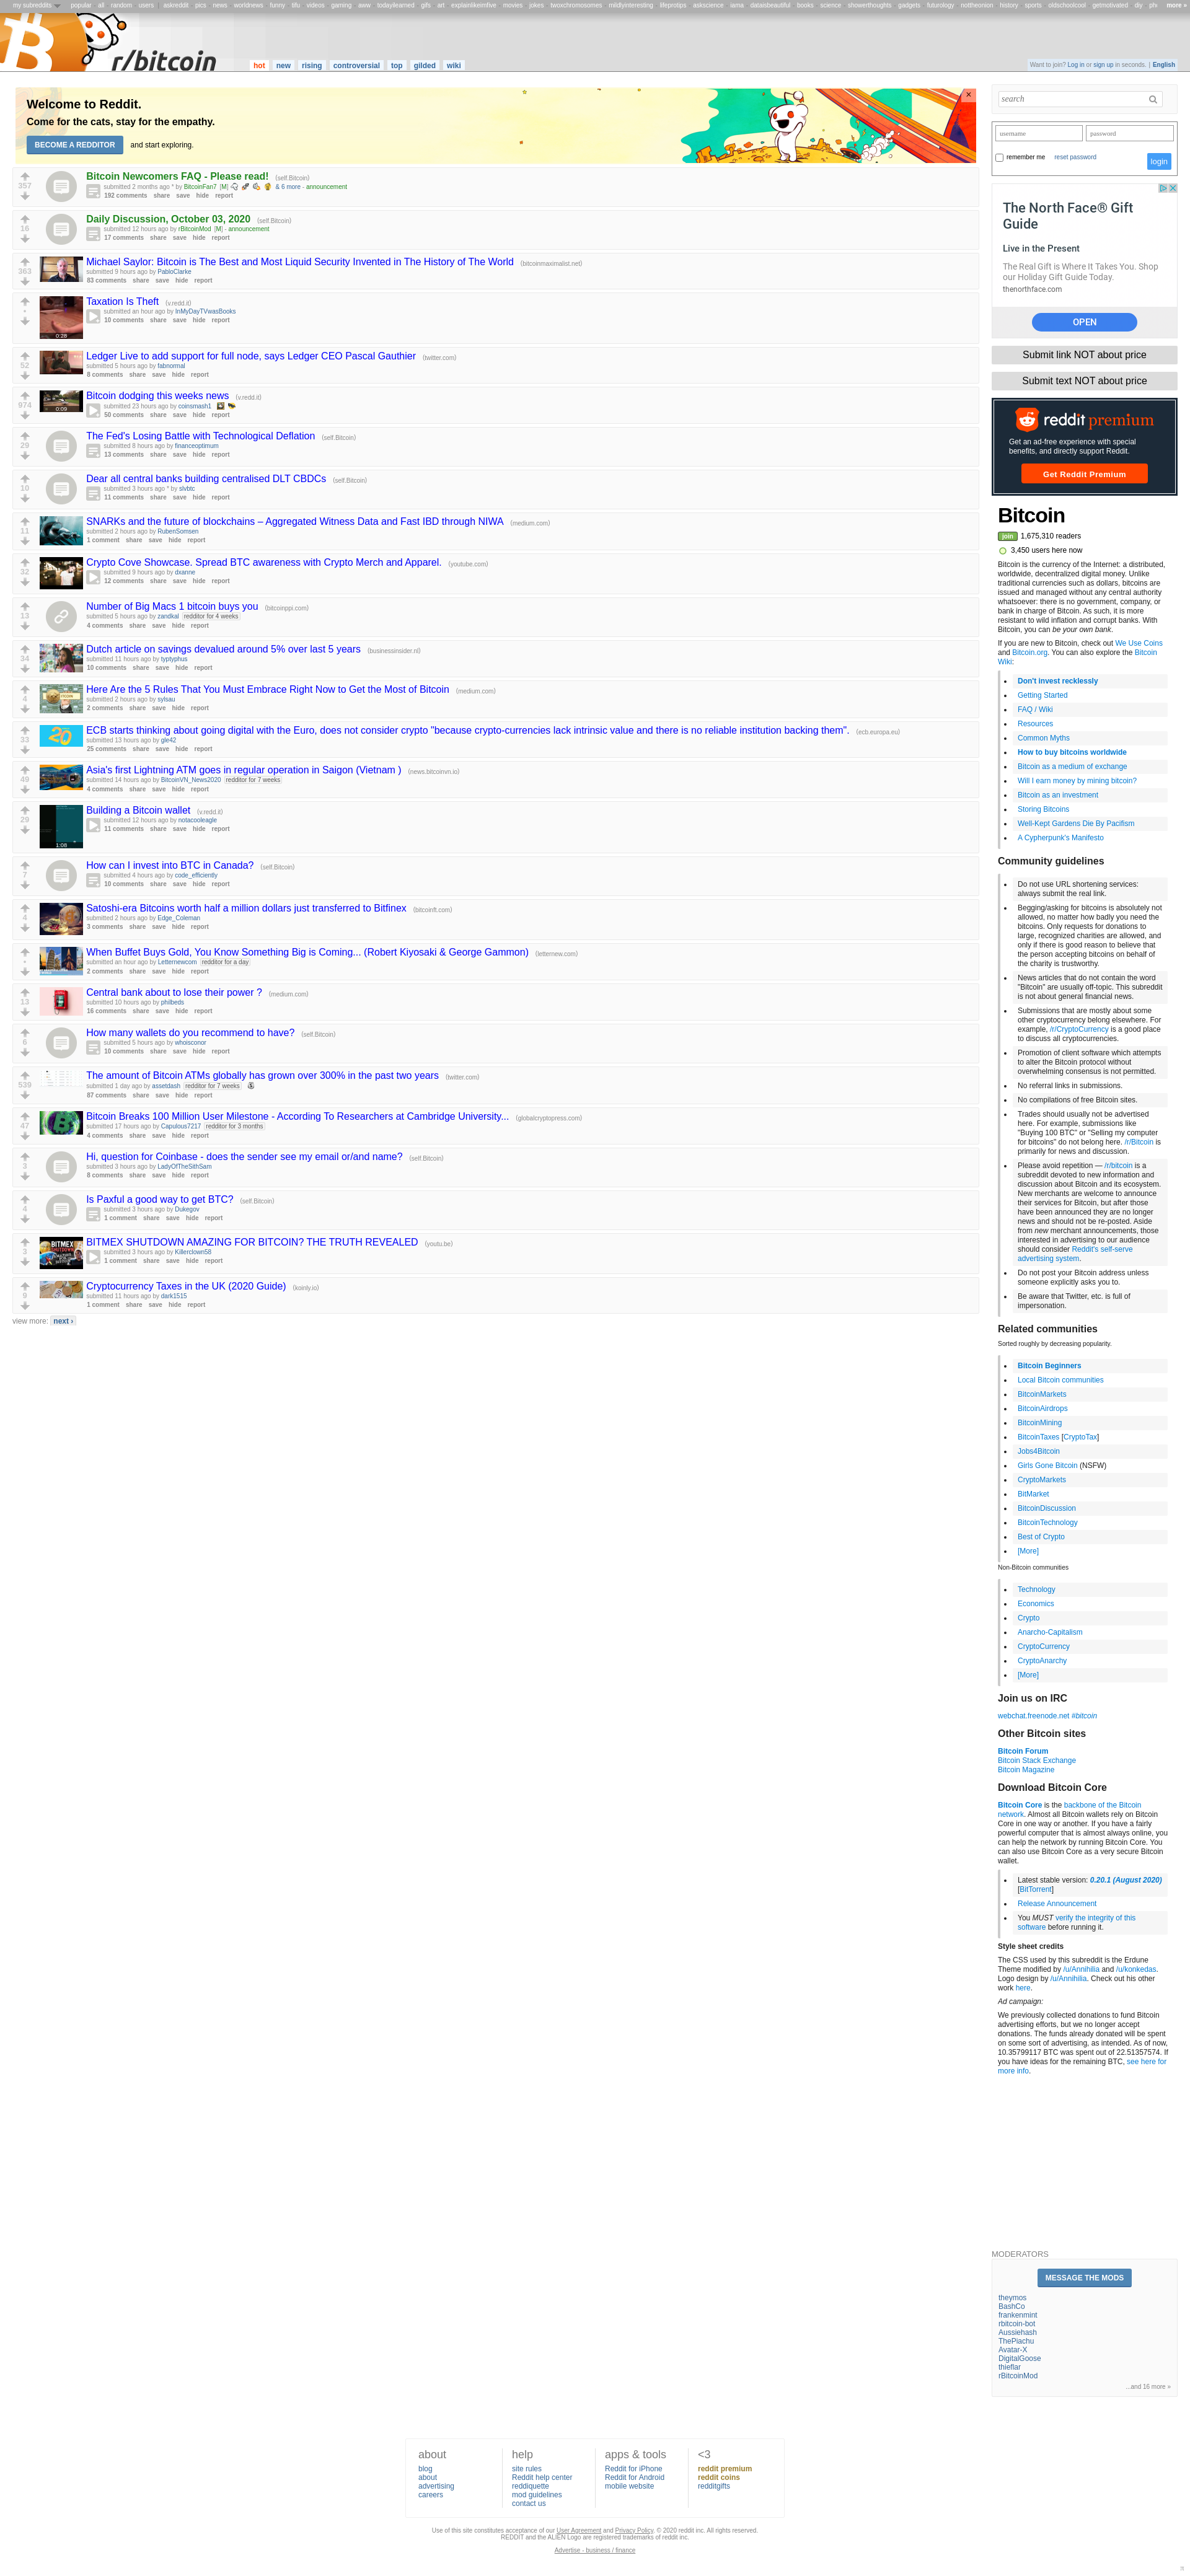 my subreddits
popular all random users | askreddit pics news worldnews funny tifu videos gaming aww todayilearned gifs art explainlikeimfive movies jokes twoxchromosomes mildlyinteresting lifeprotips askscience iama dataisbeautiful books science showerthoughts gadgets futurology nottheonion history sports oldschoolcool getmotivated diy more »
r/bitcoin
hot new rising controversial top gilded wiki
Want to join? Log in or sign up in seconds. | English
Welcome to Reddit.
Come for the cats, stay for the empathy.
BECOME A REDDITOR and start exploring.
357
Bitcoin Newcomers FAQ - Please read! (self.Bitcoin)
submitted 2 months ago * by BitcoinFan7 [M] & 6 more - announcement
192 comments share save hide report
16
Daily Discussion, October 03, 2020 (self.Bitcoin)
submitted 12 hours ago by rBitcoinMod [M] - announcement
17 comments share save hide report
363
Michael Saylor: Bitcoin is The Best and Most Liquid Security Invented in The History of The World (bitcoinmaximalist.net)
submitted 9 hours ago by PabloClarke
83 comments share save hide report
•
Taxation Is Theft (v.redd.it)
submitted an hour ago by InMyDayTVwasBooks
10 comments share save hide report
0:28
52
Ledger Live to add support for full node, says Ledger CEO Pascal Gauthier (twitter.com)
submitted 5 hours ago by fabnormal
8 comments share save hide report
974
Bitcoin dodging this weeks news (v.redd.it)
submitted 23 hours ago by coinsmash1
50 comments share save hide report
0:09
29
The Fed's Losing Battle with Technological Deflation (self.Bitcoin)
submitted 8 hours ago by financeoptimum
13 comments share save hide report
10
Dear all central banks building centralised DLT CBDCs (self.Bitcoin)
submitted 3 hours ago * by slvbtc
11 comments share save hide report
11
SNARKs and the future of blockchains – Aggregated Witness Data and Fast IBD through NIWA (medium.com)
submitted 2 hours ago by RubenSomsen
1 comment share save hide report
32
Crypto Cove Showcase. Spread BTC awareness with Crypto Merch and Apparel. (youtube.com)
submitted 9 hours ago by dxanne
12 comments share save hide report
13
Number of Big Macs 1 bitcoin buys you (bitcoinppi.com)
submitted 5 hours ago by zandkal redditor for 4 weeks
4 comments share save hide report
34
Dutch article on savings devalued around 5% over last 5 years (businessinsider.nl)
submitted 11 hours ago by typtyphus
10 comments share save hide report
4
Here Are the 5 Rules That You Must Embrace Right Now to Get the Most of Bitcoin (medium.com)
submitted 2 hours ago by sylsau
2 comments share save hide report
33
ECB starts thinking about going digital with the Euro, does not consider crypto "because crypto-currencies lack intrinsic value and there is no reliable institution backing them". (ecb.europa.eu)
submitted 13 hours ago by gle42
25 comments share save hide report
49
Asia's first Lightning ATM goes in regular operation in Saigon (Vietnam ) (news.bitcoinvn.io)
submitted 14 hours ago by BitcoinVN_News2020 redditor for 7 weeks
4 comments share save hide report
29
Building a Bitcoin wallet (v.redd.it)
submitted 12 hours ago by notacooleagle
11 comments share save hide report
1:08
7
How can I invest into BTC in Canada? (self.Bitcoin)
submitted 4 hours ago by code_efficiently
10 comments share save hide report
4
Satoshi-era Bitcoins worth half a million dollars just transferred to Bitfinex (bitcoinfi.com)
submitted 2 hours ago by Edge_Coleman
3 comments share save hide report
•
When Buffet Buys Gold, You Know Something Big is Coming... (Robert Kiyosaki & George Gammon) (letternew.com)
submitted an hour ago by Letternewcom redditor for a day
2 comments share save hide report
13
Central bank about to lose their power ? (medium.com)
submitted 10 hours ago by philbeds
16 comments share save hide report
6
How many wallets do you recommend to have? (self.Bitcoin)
submitted 5 hours ago by whoisconor
10 comments share save hide report
539
The amount of Bitcoin ATMs globally has grown over 300% in the past two years (twitter.com)
submitted 1 day ago by assetdash redditor for 7 weeks
87 comments share save hide report
47
Bitcoin Breaks 100 Million User Milestone - According To Researchers at Cambridge University... (globalcryptopress.com)
submitted 17 hours ago by Capulous7217 redditor for 3 months
4 comments share save hide report
3
Hi, question for Coinbase - does the sender see my email or/and name? (self.Bitcoin)
submitted 3 hours ago by LadyOfTheSithSam
8 comments share save hide report
4
Is Paxful a good way to get BTC? (self.Bitcoin)
submitted 3 hours ago by Dukegov
1 comment share save hide report
3
BITMEX SHUTDOWN AMAZING FOR BITCOIN? THE TRUTH REVEALED (youtu.be)
submitted 3 hours ago by Killerclown58
1 comment share save hide report
9
Cryptocurrency Taxes in the UK (2020 Guide) (koinly.io)
submitted 11 hours ago by dark1515
1 comment share save hide report
view more: next ›
search
username password
remember me reset password login
The North Face® Gift Guide
Live in the Present
The Real Gift is Where It Takes You. Shop our Holiday Gift Guide Today.
thenorthface.com
OPEN
Submit link NOT about price
Submit text NOT about price
reddit premium
Get an ad-free experience with special benefits, and directly support Reddit.
Get Reddit Premium
Bitcoin
join 1,675,310 readers
3,450 users here now
Bitcoin is the currency of the Internet: a distributed, worldwide, decentralized digital money. Unlike traditional currencies such as dollars, bitcoins are issued and managed without any central authority whatsoever: there is no government, company, or bank in charge of Bitcoin. As such, it is more resistant to wild inflation and corrupt banks. With Bitcoin, you can be your own bank.
If you are new to Bitcoin, check out We Use Coins and Bitcoin.org. You can also explore the Bitcoin Wiki:
Don't invest recklessly
Getting Started
FAQ / Wiki
Resources
Common Myths
How to buy bitcoins worldwide
Bitcoin as a medium of exchange
Will I earn money by mining bitcoin?
Bitcoin as an investment
Storing Bitcoins
Well-Kept Gardens Die By Pacifism
A Cypherpunk's Manifesto
Community guidelines
Do not use URL shortening services: always submit the real link.
Begging/asking for bitcoins is absolutely not allowed, no matter how badly you need the bitcoins. Only requests for donations to large, recognized charities are allowed, and only if there is good reason to believe that the person accepting bitcoins on behalf of the charity is trustworthy.
News articles that do not contain the word "Bitcoin" are usually off-topic. This subreddit is not about general financial news.
Submissions that are mostly about some other cryptocurrency belong elsewhere. For example, /r/CryptoCurrency is a good place to discuss all cryptocurrencies.
Promotion of client software which attempts to alter the Bitcoin protocol without overwhelming consensus is not permitted.
No referral links in submissions.
No compilations of free Bitcoin sites.
Trades should usually not be advertised here. For example, submissions like "Buying 100 BTC" or "Selling my computer for bitcoins" do not belong here. /r/Bitcoin is primarily for news and discussion.
Please avoid repetition — /r/bitcoin is a subreddit devoted to new information and discussion about Bitcoin and its ecosystem. New merchants are welcome to announce their services for Bitcoin, but after those have been announced they are no longer news and should not be re-posted. Aside from new merchant announcements, those interested in advertising to our audience should consider Reddit's self-serve advertising system.
Do not post your Bitcoin address unless someone explicitly asks you to.
Be aware that Twitter, etc. is full of impersonation.
Related communities
Sorted roughly by decreasing popularity.
Bitcoin Beginners
Local Bitcoin communities
BitcoinMarkets
BitcoinAirdrops
BitcoinMining
BitcoinTaxes [CryptoTax]
Jobs4Bitcoin
Girls Gone Bitcoin (NSFW)
CryptoMarkets
BitMarket
BitcoinDiscussion
BitcoinTechnology
Best of Crypto
[More]
Non-Bitcoin communities
Technology
Economics
Crypto
Anarcho-Capitalism
CryptoCurrency
CryptoAnarchy
[More]
Join us on IRC
webchat.freenode.net #bitcoin
Other Bitcoin sites
Bitcoin Forum
Bitcoin Stack Exchange
Bitcoin Magazine
Download Bitcoin Core
Bitcoin Core is the backbone of the Bitcoin network. Almost all Bitcoin wallets rely on Bitcoin Core in one way or another. If you have a fairly powerful computer that is almost always online, you can help the network by running Bitcoin Core. You can also use Bitcoin Core as a very secure Bitcoin wallet.
Latest stable version: 0.20.1 (August 2020) [BitTorrent]
Release Announcement
You MUST verify the integrity of this software before running it.
Style sheet credits
The CSS used by this subreddit is the Erdune Theme modified by /u/Annihilia and /u/konkedas. Logo design by /u/Annihilia. Check out his other work here.
Ad campaign:
We previously collected donations to fund Bitcoin advertising efforts, but we no longer accept donations. The funds already donated will be spent on some sort of advertising, as intended. As of now, 10.35799117 BTC was spent out of 22.51357574. If you have ideas for the remaining BTC, see here for more info.
MODERATORS
MESSAGE THE MODS
theymos
BashCo
frankenmint
rbitcoin-bot
Aussiehash
ThePiachu
Avatar-X
DigitalGoose
thieflar
rBitcoinMod
...and 16 more »
about
blog
about
advertising
careers
help
site rules
Reddit help center
reddiquette
mod guidelines
contact us
apps & tools
Reddit for iPhone
Reddit for Android
mobile website
<3
reddit premium
reddit coins
redditgifts
Use of this site constitutes acceptance of our User Agreement and Privacy Policy. © 2020 reddit inc. All rights reserved.
REDDIT and the ALIEN Logo are registered trademarks of reddit inc.
Advertise - business / finance
π